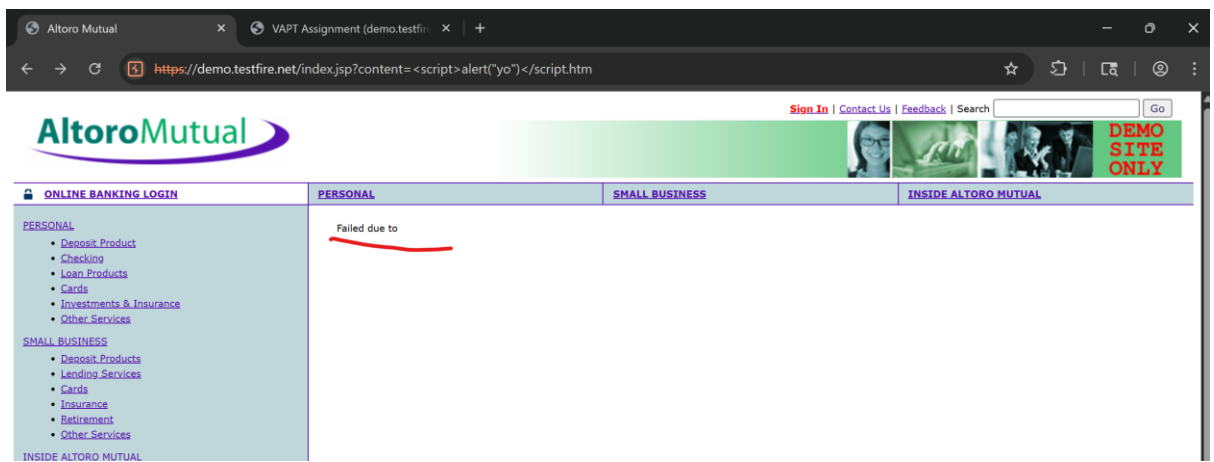 Altoro Mutual
VAPT Assignment (demo.testfir
https://demo.testfire.net/index.jsp?content=<script>alert("yo")</script.htm
Sign In | Contact Us | Feedback | Search Go
AltoroMutual
DEMO
SITE
ONLY
ONLINE BANKING LOGIN
PERSONAL
SMALL BUSINESS
INSIDE ALTORO MUTUAL
PERSONAL
Deposit Product
Checking
Loan Products
Cards
Investments & Insurance
Other Services
SMALL BUSINESS
Deposit Products
Lending Services
Cards
Insurance
Retirement
Other Services
INSIDE ALTORO MUTUAL
Failed due to